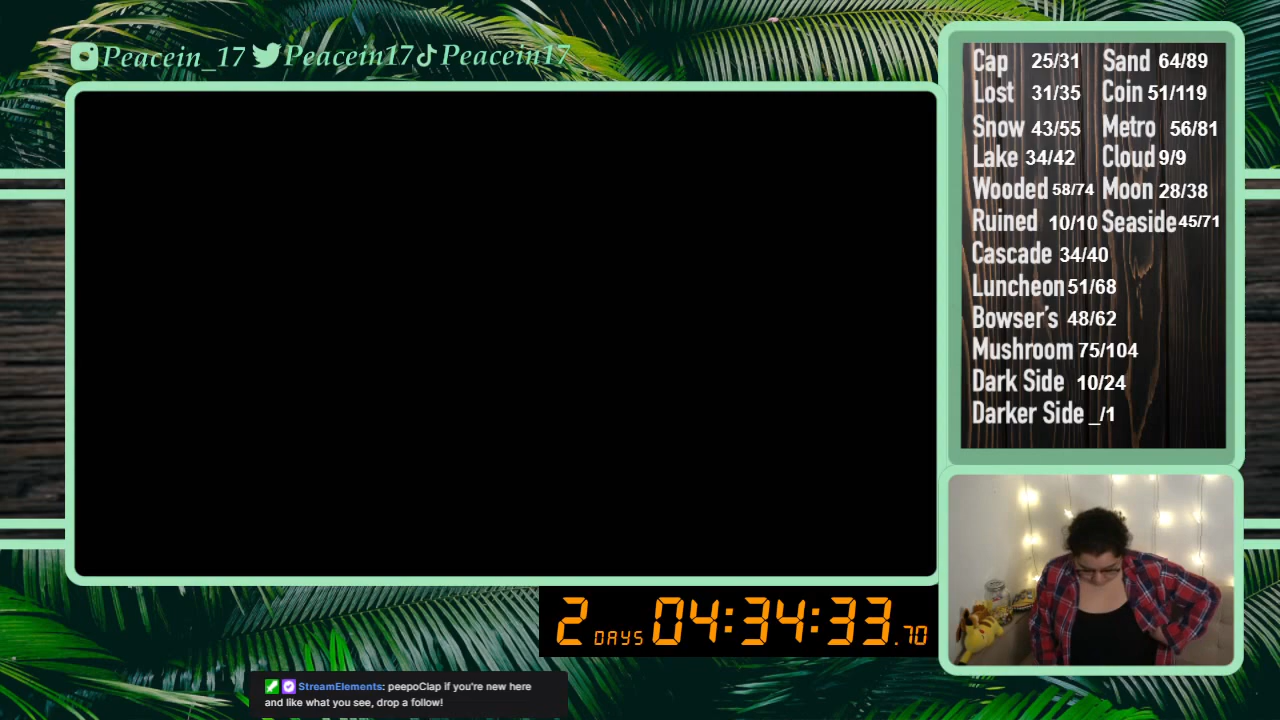 Peacein_17 Peacein17 Peacein17
Cap 25/31 Sand 64/89
Lost 31/35 Coin 51/119
Snow 43/55 Metro 56/81
Lake 34/42 Cloud 9/9
Wooded 58/74 Moon 28/38
Ruined 10/10 Seaside 45/71
Cascade 34/40
Luncheon 51/68
Bowser's 48/62
Mushroom 75/104
Dark Side 10/24
Darker Side _/1
2 DAYS 04:34:33.70
StreamElements: peepoClap if you're new here
and like what you see, drop a follow!